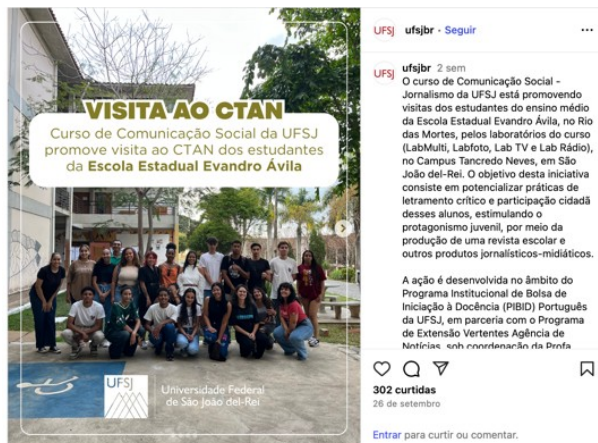 VISITA AO CTAN
Curso de Comunicação Social da UFSJ
promove visita ao CTAN dos estudantes
da Escola Estadual Evandro Ávila
UFSJ
Universidade Federal
de São João del-Rei
UFSJ
ufsjbr • Seguir
UFSJ
ufsjbr 2 sem
O curso de Comunicação Social -
Jornalismo da UFSJ está promovendo
visitas dos estudantes do ensino médio
da Escola Estadual Evandro Ávila, no Rio
das Mortes, pelos laboratórios do curso
(LabMulti, Labfoto, Lab TV e Lab Rádio),
no Campus Tancredo Neves, em São
João del-Rei. O objetivo desta iniciativa
consiste em potencializar práticas de
letramento crítico e participação cidadã
desses alunos, estimulando o
protagonismo juvenil, por meio da
produção de uma revista escolar e
outros produtos jornalísticos-midiáticos.
A ação é desenvolvida no âmbito do
Programa Institucional de Bolsa de
Iniciação à Docência (PIBID) Português
da UFSJ, em parceria com o Programa
de Extensão Vertentes Agência de
Notícias, sob coordenação da Profa.
302 curtidas
26 de setembro
Entrar para curtir ou comentar.